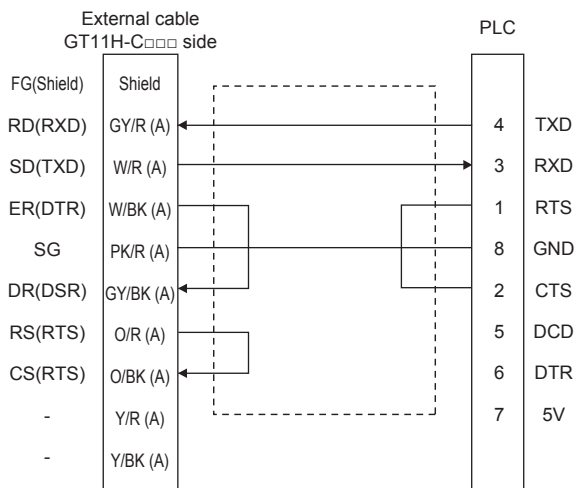 External cable
GT11H-C□□□ side
PLC
FG(Shield) Shield
RD(RXD) GY/R (A) 4 TXD
SD(TXD) W/R (A) 3 RXD
ER(DTR) W/BK (A) 1 RTS
SG PK/R (A) 8 GND
DR(DSR) GY/BK (A) 2 CTS
RS(RTS) O/R (A) 5 DCD
CS(RTS) O/BK (A) 6 DTR
- Y/R (A) 7 5V
- Y/BK (A)